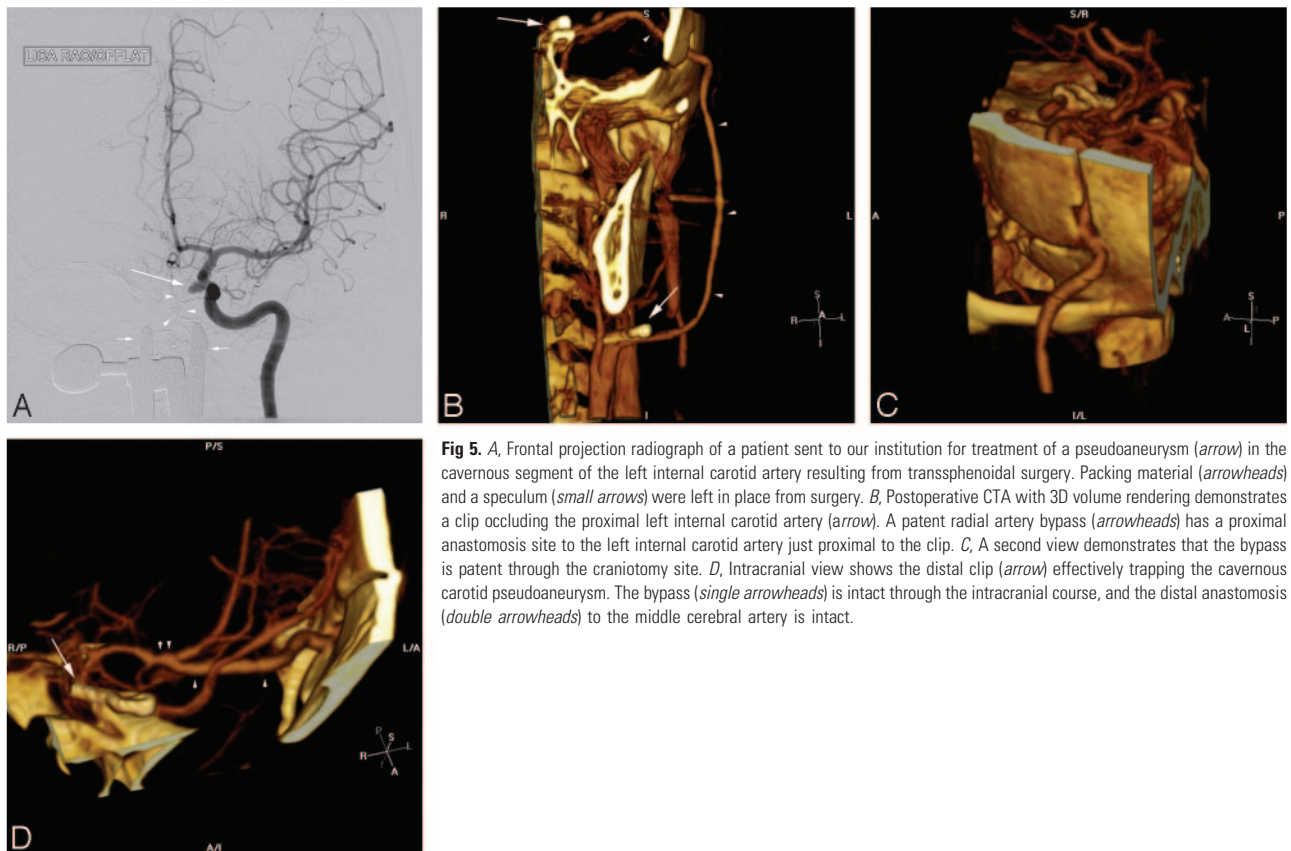 LICA RAO/OFFLAT
A
S
R
L
S
R
A
L
I
I
B
S/R
A
P
S
A
P
L
I
I/L
C
P/S
R/P
L/A
P
S
R
L
A
A/I
D
Fig 5. A, Frontal projection radiograph of a patient sent to our institution for treatment of a pseudoaneurysm (arrow) in the
cavernous segment of the left internal carotid artery resulting from transsphenoidal surgery. Packing material (arrowheads)
and a speculum (small arrows) were left in place from surgery. B, Postoperative CTA with 3D volume rendering demonstrates
a clip occluding the proximal left internal carotid artery (arrow). A patent radial artery bypass (arrowheads) has a proximal
anastomosis site to the left internal carotid artery just proximal to the clip. C, A second view demonstrates that the bypass
is patent through the craniotomy site. D, Intracranial view shows the distal clip (arrow) effectively trapping the cavernous
carotid pseudoaneurysm. The bypass (single arrowheads) is intact through the intracranial course, and the distal anastomosis
(double arrowheads) to the middle cerebral artery is intact.